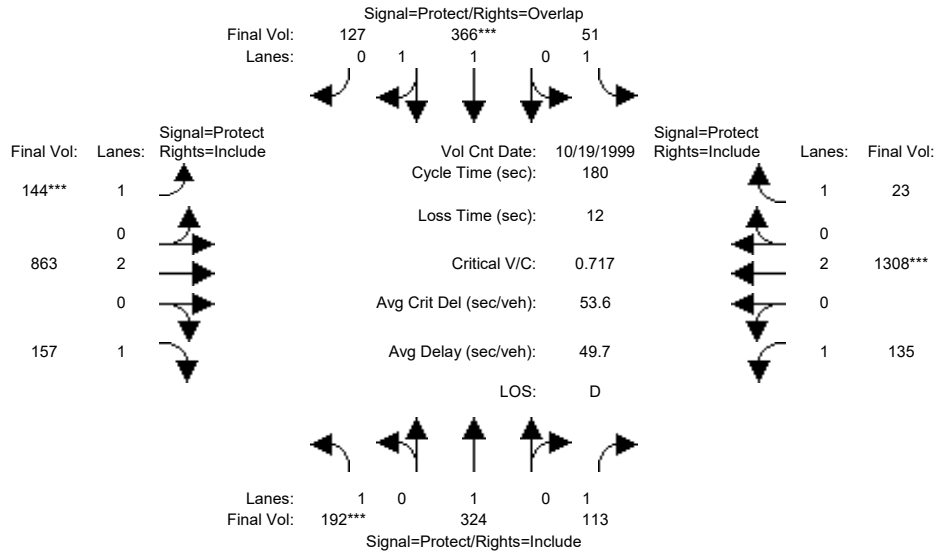 Signal=Protect/Rights=Overlap
Final Vol: 127 366*** 51
Lanes: 0 1 1 0 1
Signal=Protect Signal=Protect
Final Vol: Lanes: Rights=Include Vol Cnt Date: 10/19/1999 Rights=Include Lanes: Final Vol:
Cycle Time (sec): 180
144*** 1 1 23
Loss Time (sec): 12
0 0
863 2 Critical V/C: 0.717 2 1308***
0 Avg Crit Del (sec/veh): 53.6 0
157 1 Avg Delay (sec/veh): 49.7 1 135
LOS: D
Lanes: 1 0 1 0 1
Final Vol: 192*** 324 113
Signal=Protect/Rights=Include